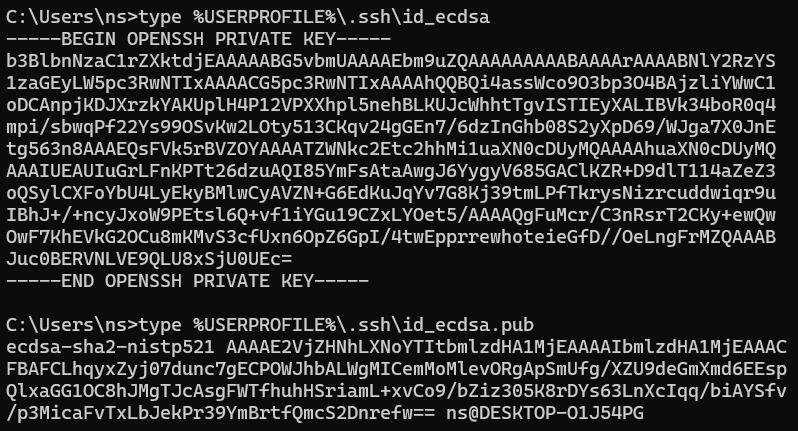 C:\Users\ns>type %USERPROFILE%\.ssh\id_ecdsa
-----BEGIN OPENSSH PRIVATE KEY-----
b3BlbnNzaC1rZXktdjEAAAAABG5vbmUAAAAEbm9uZQAAAAAAAAABAAAArAAAABNlY2RzYS
1zaGEyLW5pc3RwNTIxAAAACG5pc3RwNTIxAAAAhQQBQi4assWco9O3bp3O4BAjzliYWwC1
oDCAnpjKDJXrzkYAKUplH4P12VPXXhpl5nehBLKUJcWhhtTgvISTIEyXALIBVk34boR0q4
mpi/sbwqPf22Ys99OSvKw2LOty513CKqv24gGEn7/6dzInGhb08S2yXpD69/WJga7X0JnE
tg563n8AAAEQsFVk5rBVZOYAAAATZWNkc2Etc2hhMi1uaXN0cDUyMQAAAAhuaXN0cDUyMQ
AAAIUEAUIuGrLFnKPTt26dzuAQI85YmFsAtaAwgJ6YygyV685GAClKZR+D9dlT114aZeZ3
oQSylCXFoYbU4LyEkyBMlwCyAVZN+G6EdKuJqYv7G8Kj39tmLPfTkrysNizrcuddwiqr9u
IBhJ+/+ncyJxoW9PEtsl6Q+vf1iYGu19CZxLYOet5/AAAAQgFuMcr/C3nRsrT2CKy+ewQw
OwF7KhEVkG2OCu8mKMvS3cfUxn6OpZ6GpI/4twEpprrewhoteieGfD//OeLngFrMZQAAAB
Juc0BERVNLVE9QLU8xSjU0UEc=
-----END OPENSSH PRIVATE KEY-----
C:\Users\ns>type %USERPROFILE%\.ssh\id_ecdsa.pub
ecdsa-sha2-nistp521 AAAAE2VjZHNhLXNoYTItbmlzdHA1MjEAAAAIbmlzdHA1MjEAAAC
FBAFCLhqyxZyj07dunc7gECPOWJhbALWgMICemMoMlevORgApSmUfg/XZU9deGmXmd6EEsp
QlxaGG1OC8hJMgTJcAsgFWTfhuhHSriamL+xvCo9/bZiz305K8rDYs63LnXcIqq/biAYSfv
/p3MicaFvTxLbJekPr39YmBrtfQmcS2Dnrefw== ns@DESKTOP-O1J54PG